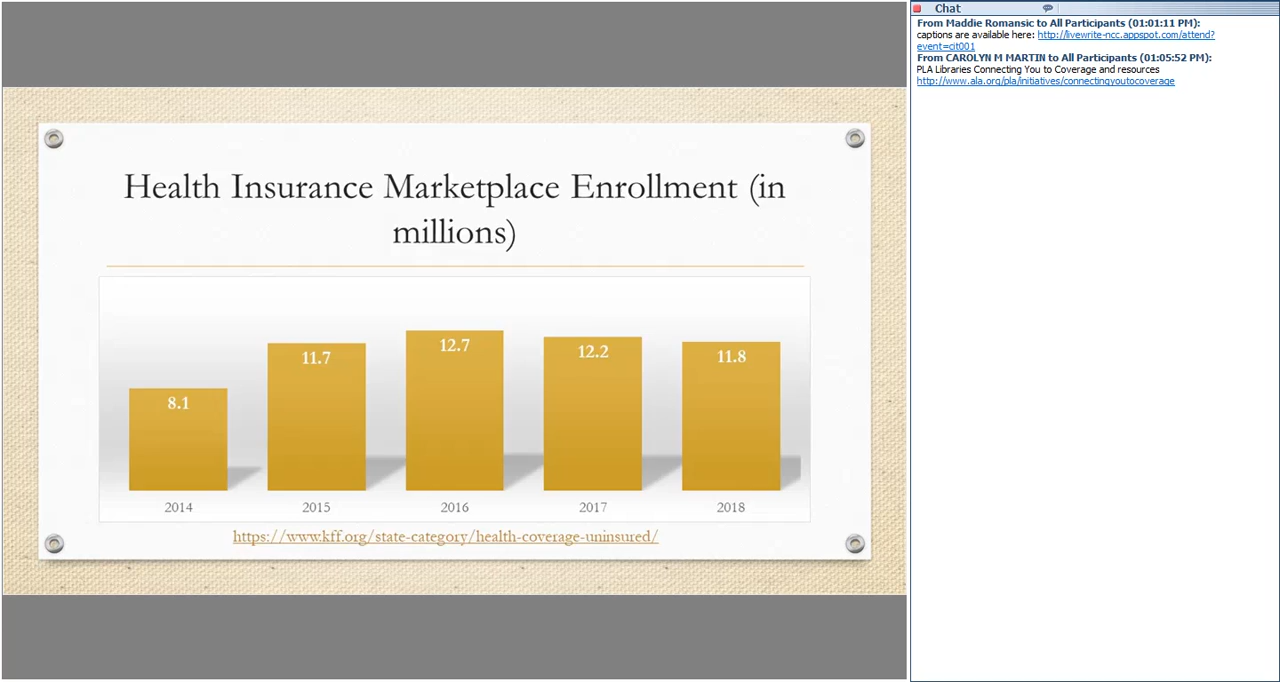 Health Insurance Marketplace Enrollment (in
millions)
8.1
11.7
12.7
12.2
11.8
2014
2015
2016
2017
2018
https://www.kff.org/state-category/health-coverage-uninsured/
Chat
From Maddie Romansic to All Participants (01:01:11 PM):
captions are available here: http://livewrite-ncc.appspot.com/attend?
event=cit001
From CAROLYN M MARTIN to All Participants (01:05:52 PM):
PLA Libraries Connecting You to Coverage and resources
http://www.ala.org/pla/initiatives/connectingyoutocoverage